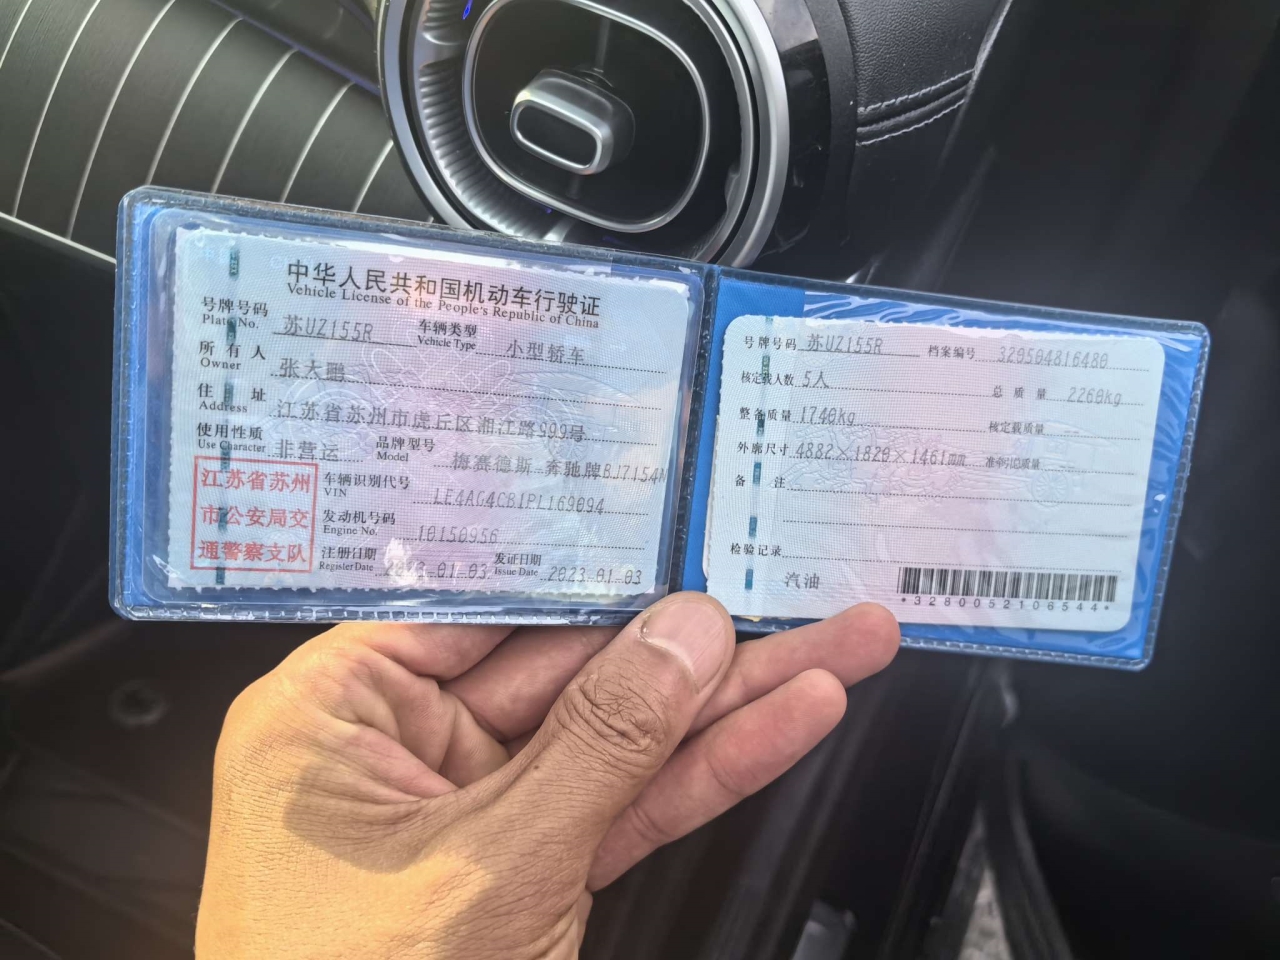 中华人民共和国机动车行驶证
Vehicle License of the People's Republic of China
号牌号码 苏UZ155R 车辆类型 小型轿车
Plate No. Vehicle Type
所有人 张大鹏
Owner
住址 江苏省苏州市虎丘区湘江路999号
Address
使用性质 非营运 品牌型号 梅赛德斯-奔驰牌BJ7154
Use Character Model
江苏省苏州
市公安局交
通警察支队
车辆识别代号 LE4AG4CB1PL169094
VIN
发动机号码 10150956
Engine No.
注册日期 发证日期 2023-01-03
Register Date Issue Date
号牌号码 苏UZ155R 档案编号 320504816480
核定载人数 5人 总质量 2260kg
整备质量 1740kg 核定载质量 --
外廓尺寸 4882×1820×1461mm 准牵引总质量 --
备注
检验记录
汽油
*3280052106544*